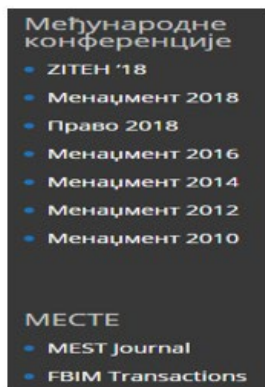 Међународне
конференције
ZITEH ‘18
Менаџмент 2018
Право 2018
Менаџмент 2016
Менаџмент 2014
Менаџмент 2012
Менаџмент 2010
МЕСТЕ
MEST Journal
FBIM Transactions